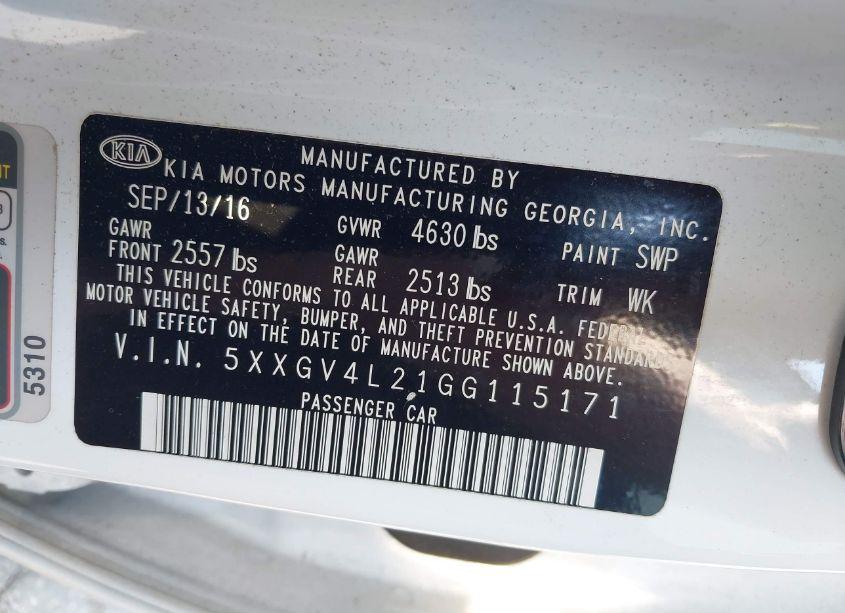 KIA
MANUFACTURED BY
KIA MOTORS MANUFACTURING GEORGIA, INC.
SEP/13/16
GVWR 4630 lbs
PAINT SWP
GAWR
FRONT 2557 lbs
GAWR
REAR 2513 lbs
TRIM WK
THIS VEHICLE CONFORMS TO ALL APPLICABLE U.S.A. FEDERAL
MOTOR VEHICLE SAFETY, BUMPER, AND THEFT PREVENTION STANDARD
IN EFFECT ON THE DATE OF MANUFACTURE SHOWN ABOVE.
V.I.N. 5XXGV4L21GG115171
PASSENGER CAR
5310